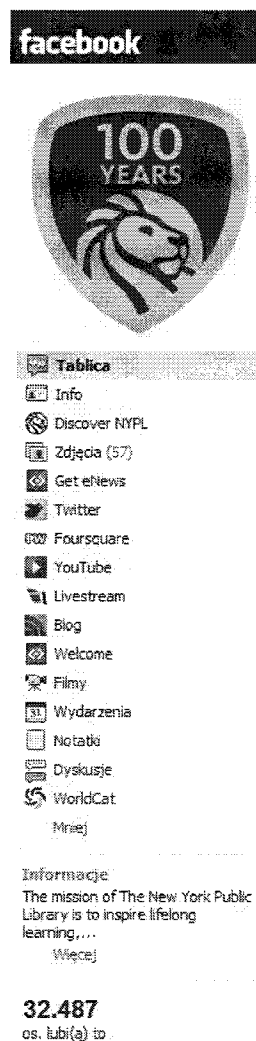 facebook
100
YEARS
Tablica
Info
Discover NYPL
Zdjęcia (57)
Get eNews
Twitter
Foursquare
YouTube
Livestream
Blog
Welcome
Filmy
31 Wydarzenia
Notatki
Dyskusje
WorldCat
Mniej
Informacje
The mission of The New York Public
Library is to inspire lifelong
learning,...
Więcej
32.487
os. lubi(ą) to